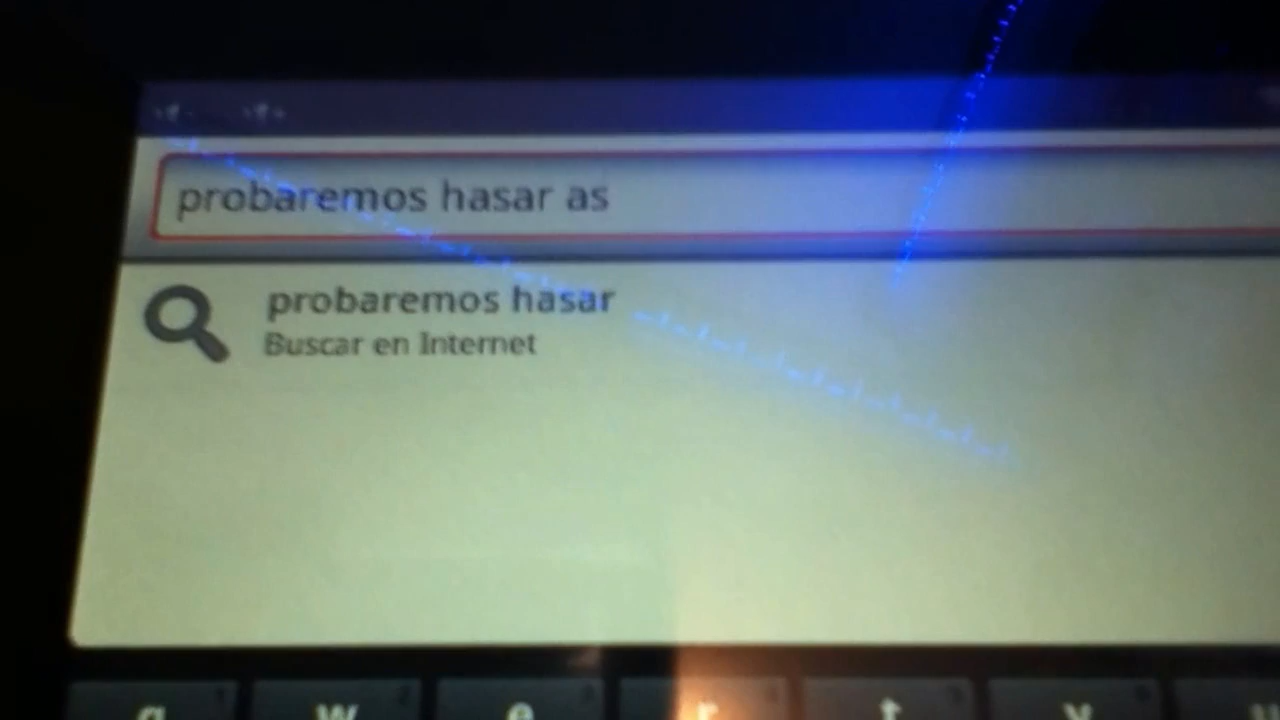 probaremos hasar as
probaremos hasar
Buscar en Internet
q w e r t y u